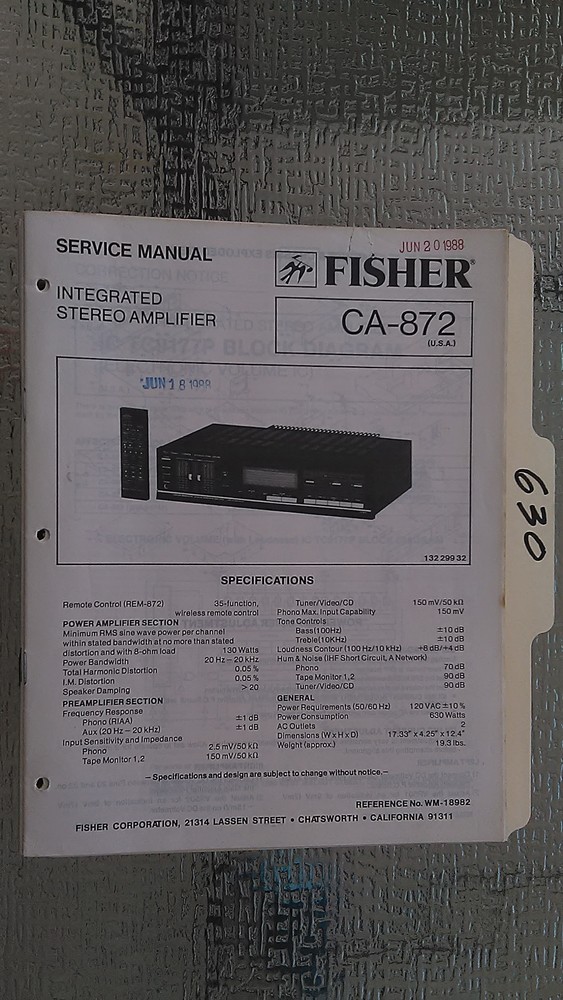 SERVICE MANUAL
JUN 20 1988
FISHER®
INTEGRATED
STEREO AMPLIFIER
CA-872
(U.S.A.)
JUN 18 1988
132 299 32
630
SPECIFICATIONS
Remote Control (REM-872) 35-function,
wireless remote control
POWER AMPLIFIER SECTION
Minimum RMS sine wave power per channel
within stated bandwidth at no more than stated
distortion and with 8-ohm load 130 Watts
Power Bandwidth 20 Hz – 20 kHz
Total Harmonic Distortion 0.05 %
I.M. Distortion 0.05 %
Speaker Damping > 20
PREAMPLIFIER SECTION
Frequency Response
Phono (RIAA) ±1 dB
Aux (20 Hz – 20 kHz) ±1 dB
Input Sensitivity and Impedance
Phono 2.5 mV/50 kΩ
Tape Monitor 1,2 150 mV/50 kΩ
Tuner/Video/CD 150 mV/50 kΩ
Phono Max. Input Capability 150 mV
Tone Controls
Bass(100Hz) ±10 dB
Treble(10KHz) ±10 dB
Loudness Contour (100 Hz/10 kHz) +8 dB/+4 dB
Hum & Noise (IHF Short Circuit, A Network)
Phono 70 dB
Tape Monitor 1,2 90 dB
Tuner/Video/CD 90 dB
GENERAL
Power Requirements (50/60 Hz) 120 VAC ±10 %
Power Consumption 630 Watts
AC Outlets 2
Dimensions (W x H x D) 17.33" x 4.25" x 12.4"
Weight (approx.) 19.3 lbs.
— Specifications and design are subject to change without notice. —
REFERENCE No. WM-18982
FISHER CORPORATION, 21314 LASSEN STREET • CHATSWORTH • CALIFORNIA 91311